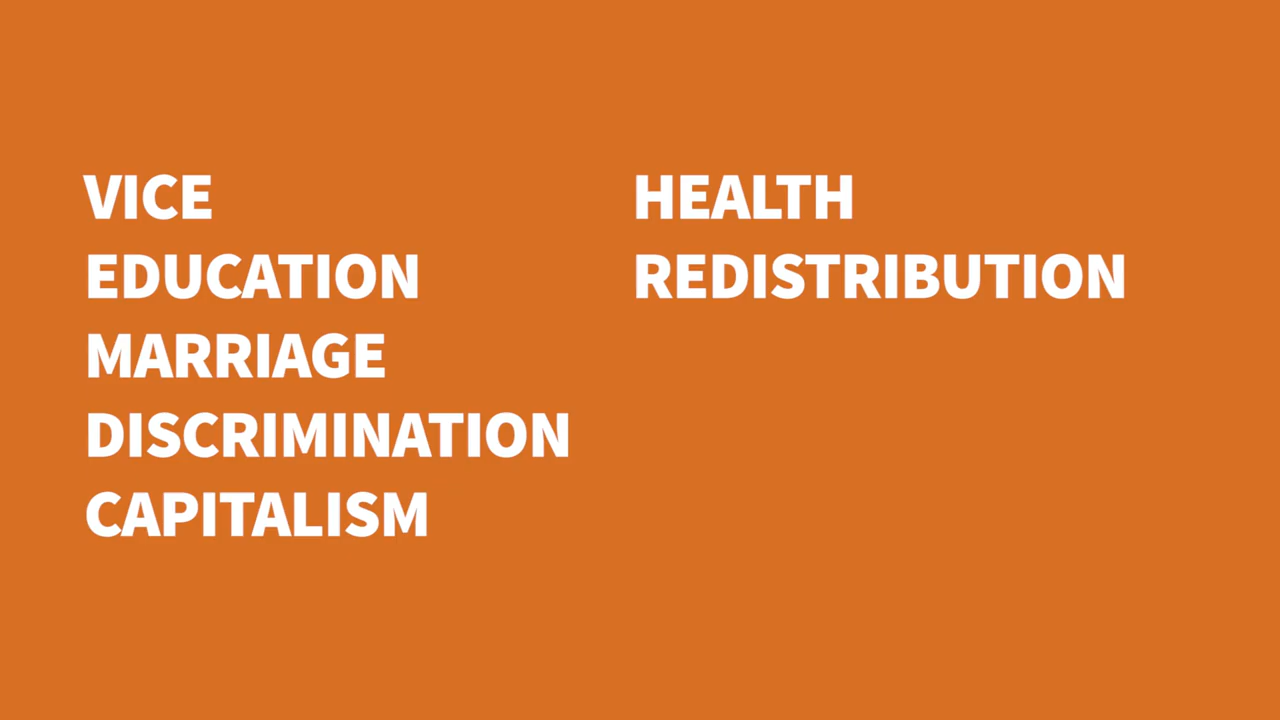 VICE
EDUCATION
MARRIAGE
DISCRIMINATION
CAPITALISM
HEALTH
REDISTRIBUTION